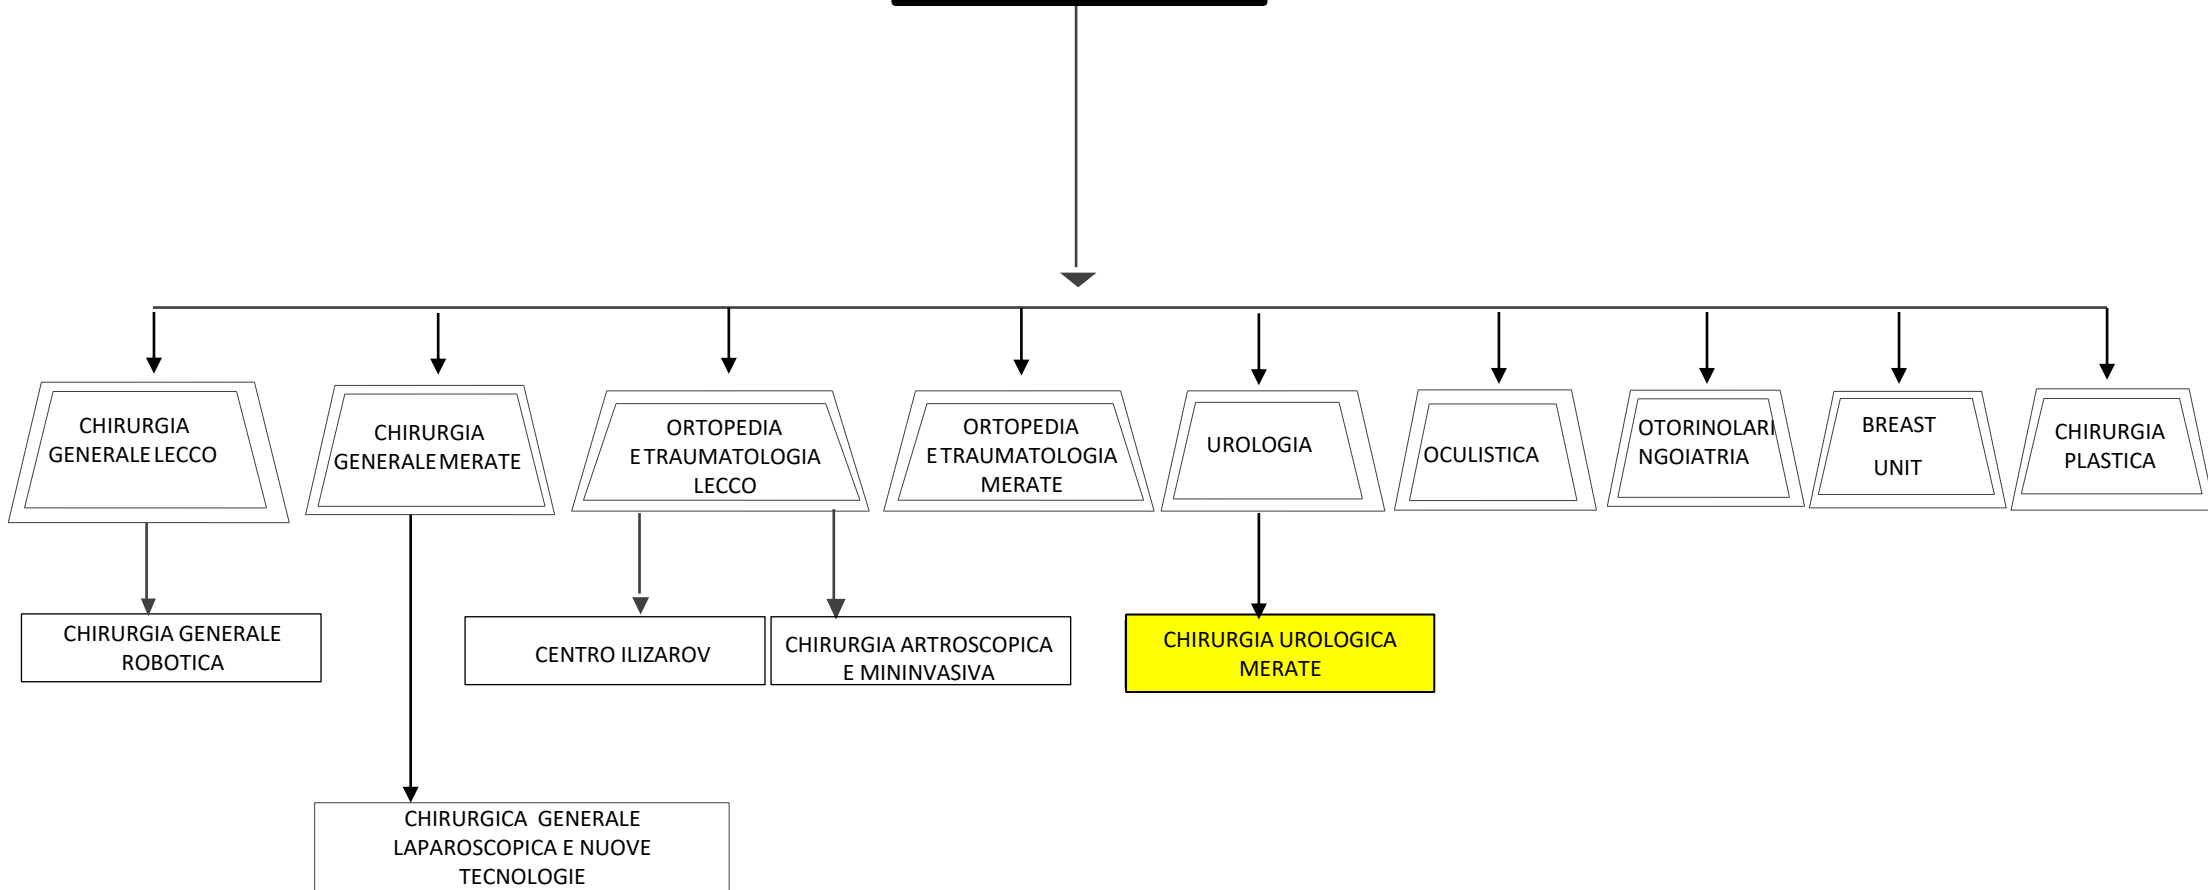 CHIRURGIA
GENERALE LECCO
CHIRURGIA
GENERALE MERATE
ORTOPEDIA
E TRAUMATOLOGIA
LECCO
ORTOPEDIA
E TRAUMATOLOGIA
MERATE
UROLOGIA
OCULISTICA
OTORINOLARI
NGOIATRIA
BREAST
UNIT
CHIRURGIA
PLASTICA
CHIRURGIA GENERALE
ROBOTICA
CENTRO ILIZAROV
CHIRURGIA ARTROSCOPICA
E MININVASIVA
CHIRURGIA UROLOGICA
MERATE
CHIRURGICA GENERALE
LAPAROSCOPICA E NUOVE
TECNOLOGIE